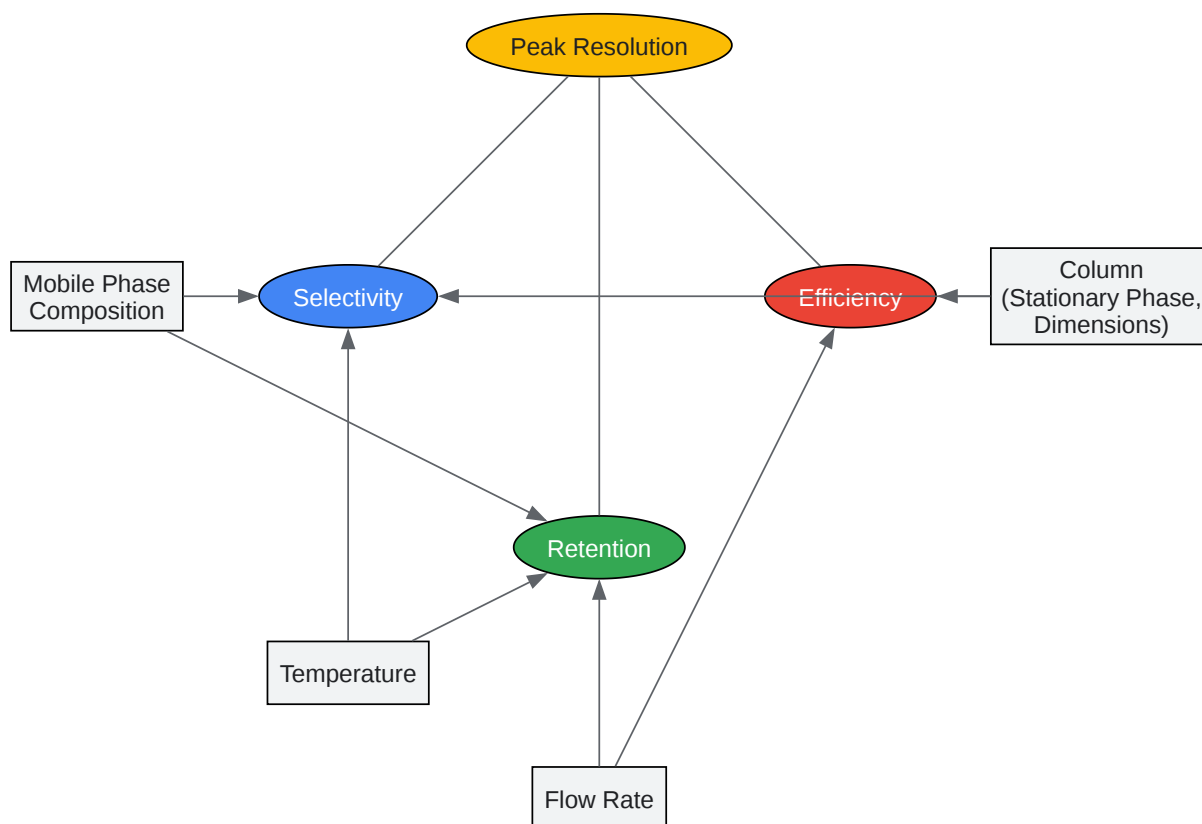 Peak Resolution
Mobile Phase
Composition
Selectivity
Efficiency
Column
(Stationary Phase,
Dimensions)
Retention
Temperature
Flow Rate